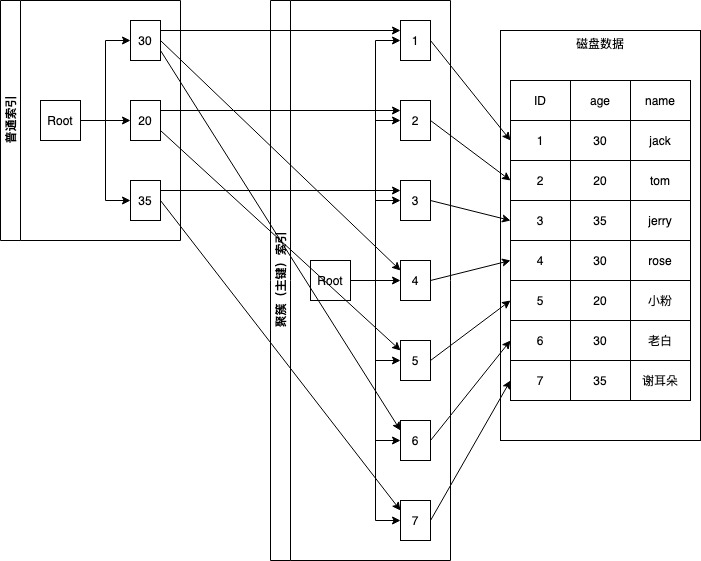 普通索引
Root
30
20
35
聚簇（主键）索引
Root
1
2
3
4
5
6
7
磁盘数据
ID age name
1 30 jack
2 20 tom
3 35 jerry
4 30 rose
5 20 小粉
6 30 老白
7 35 谢耳朵